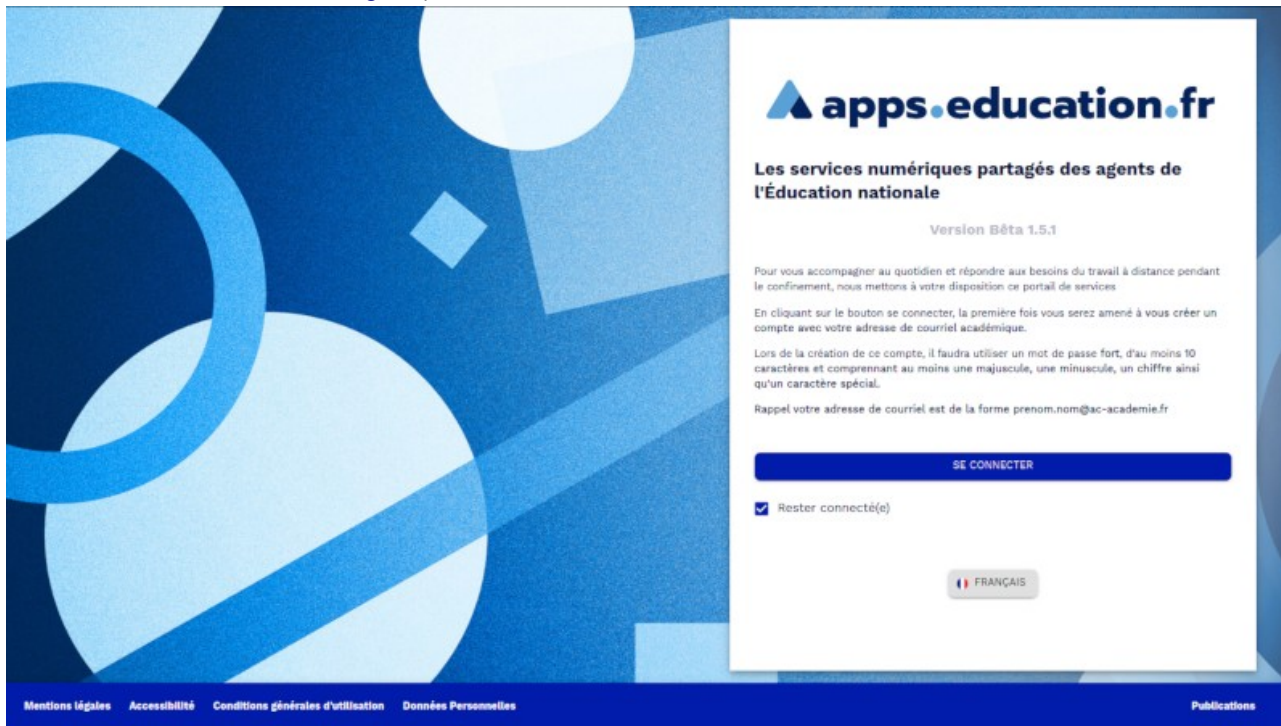 apps.education.fr
Les services numériques partagés des agents de
l'Éducation nationale
Version Bêta 1.5.1
Pour vous accompagner au quotidien et répondre aux besoins du travail à distance pendant
le confinement, nous mettons à votre disposition ce portail de services
En cliquant sur le bouton se connecter, la première fois vous serez amené à vous créer un
compte avec votre adresse de courriel académique.
Lors de la création de ce compte, il faudra utiliser un mot de passe fort, d'au moins 10
caractères et comprennant au moins une majuscule, une minuscule, un chiffre ainsi
qu'un caractère spécial.
Rappel votre adresse de courriel est de la forme prenom.nom@ac-academie.fr
SE CONNECTER
Rester connecté(e)
FRANÇAIS
Mentions légales Accessibilité Conditions générales d'utilisation Données Personnelles Publications